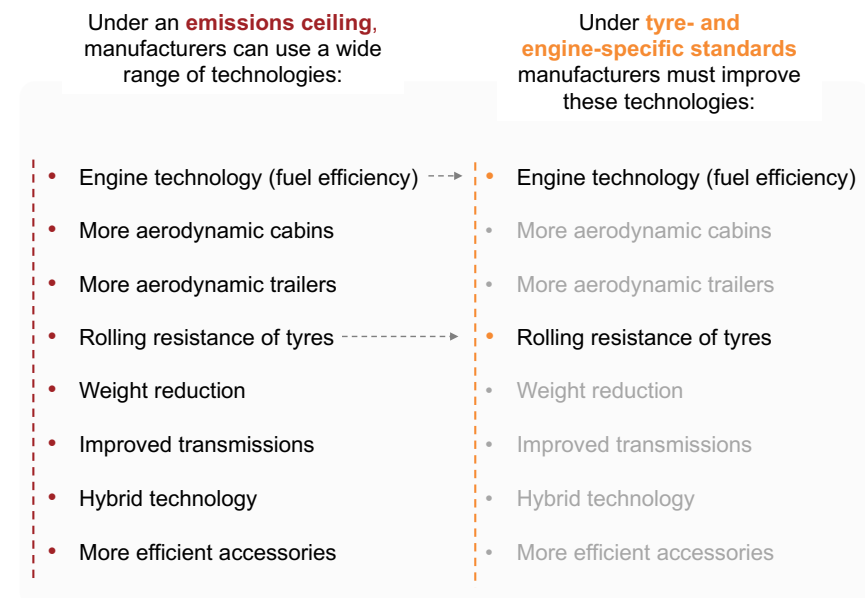 Under an emissions ceiling,
manufacturers can use a wide
range of technologies:
• Engine technology (fuel efficiency)
• More aerodynamic cabins
• More aerodynamic trailers
• Rolling resistance of tyres
• Weight reduction
• Improved transmissions
• Hybrid technology
• More efficient accessories
Under tyre- and
engine-specific standards
manufacturers must improve
these technologies:
• Engine technology (fuel efficiency)
• More aerodynamic cabins
• More aerodynamic trailers
• Rolling resistance of tyres
• Weight reduction
• Improved transmissions
• Hybrid technology
• More efficient accessories